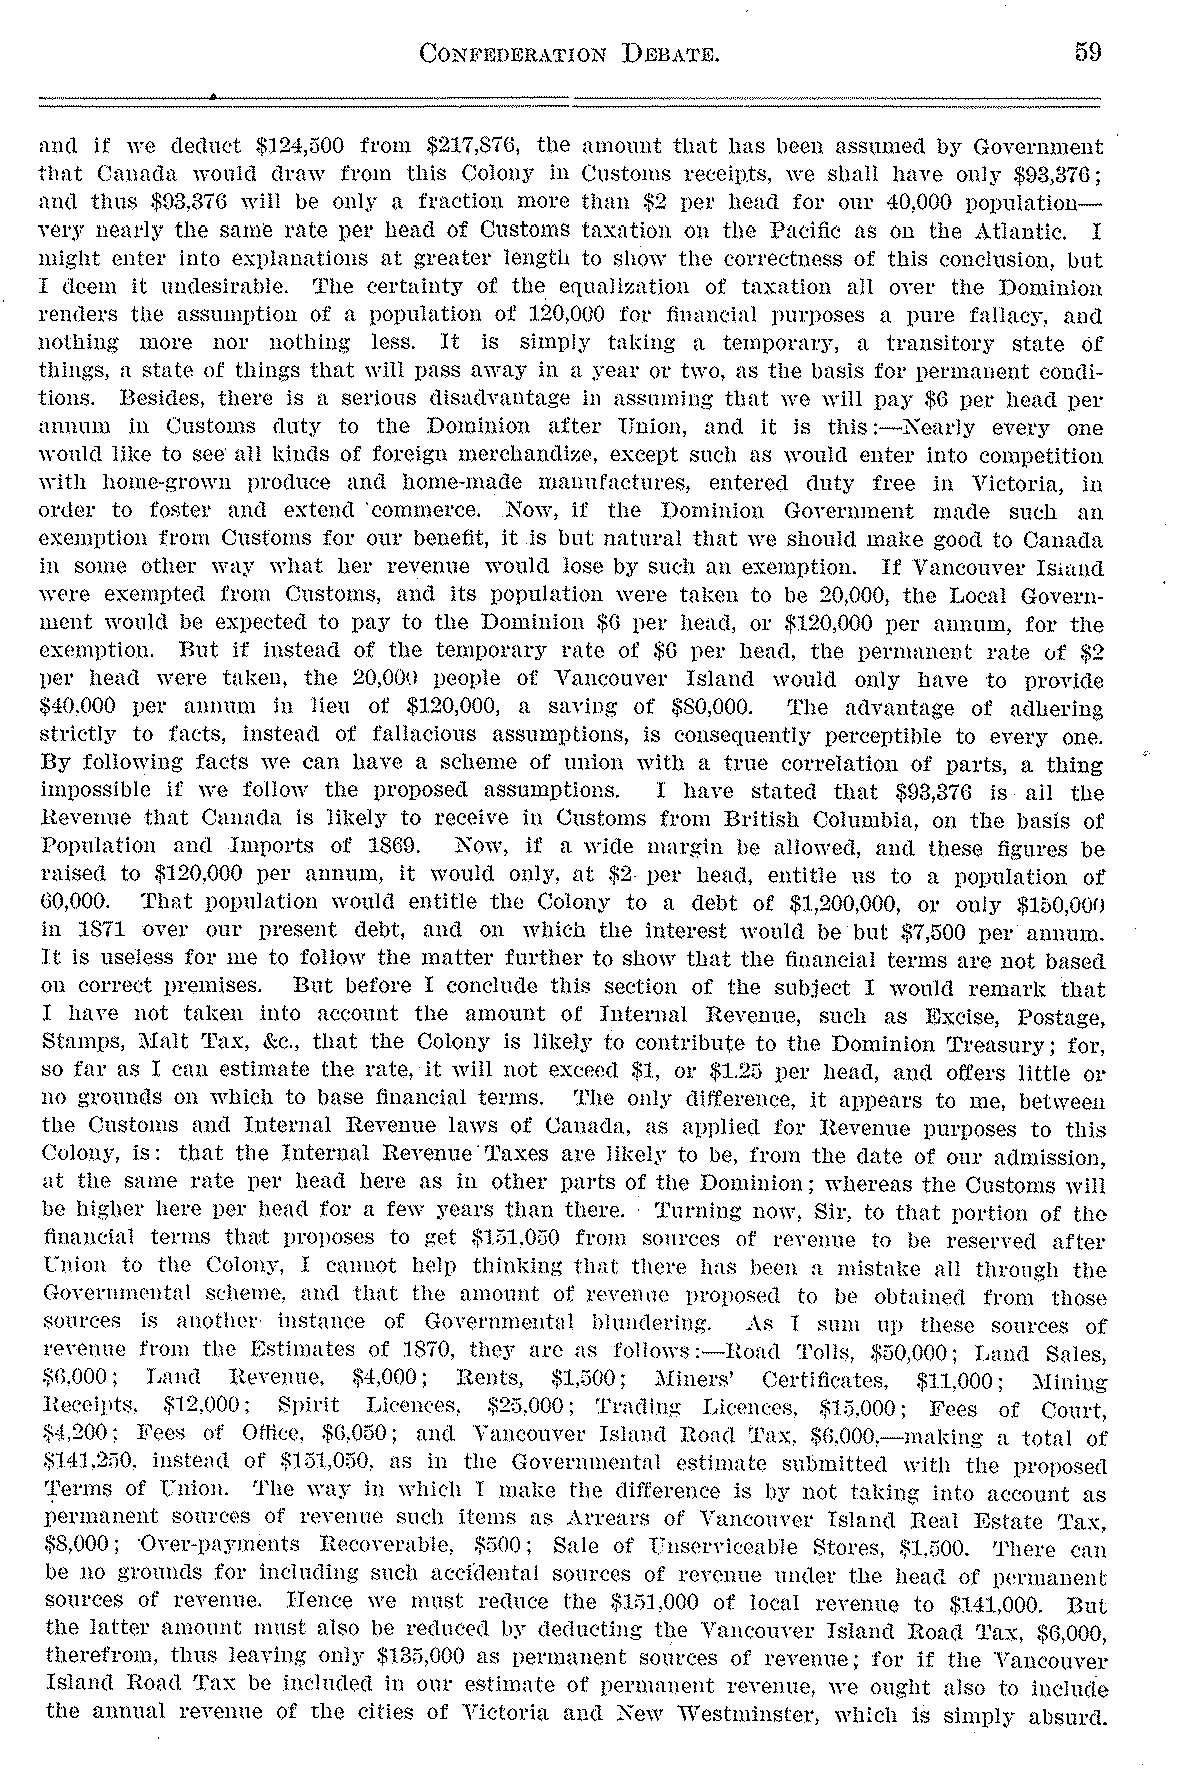 CONFEDERATION DEBATE. 59
and if we deduct $124,500 from $217,876, the amount that has been assumed by Government
that Canada would draw from this Colony in Customs receipts, we shall have only $93,376;
and thus $93,376 will be only a fraction more than $2 per head for our 40,000 population—
very nearly the same rate per head of Customs taxation on the Pacific as on the Atlantic. I
might enter into explanations at greater length to show the correctness of this conclusion, but
I deem it undesirable. The certainty of the equalization of taxation all over the Dominion
renders the assumption of a population of 120,000 for financial purposes a pure fallacy, and
nothing more nor nothing less. It is simply taking a temporary, a transitory state of
things, a state of things that will pass away in a year or two, as the basis for permanent condi-
tions. Besides, there is a serious disadvantage in assuming that we will pay $6 per head per
annum in Customs duty to the Dominion after Union, and it is this:—Nearly every one
would like to see all kinds of foreign merchandize, except such as would enter into competition
with home-grown produce and home-made manufactures, entered duty free in Victoria, in
order to foster and extend commerce. Now, if the Dominion Government made such an
exemption from Customs for our benefit, it is but natural that we should make good to Canada
in some other way what her revenue would lose by such an exemption. If Vancouver Island
were exempted from Customs, and its population were taken to be 20,000, the Local Govern-
ment would be expected to pay to the Dominion $6 per head, or $120,000 per annum, for the
exemption. But if instead of the temporary rate of $6 per head, the permanent rate of $2
per head were taken, the 20,000 people of Vancouver Island would only have to provide
$40,000 per annum in lieu of $120,000, a saving of $80,000. The advantage of adhering
strictly to facts, instead of fallacious assumptions, is consequently perceptible to every one.
By following facts we can have a scheme of union with a true correlation of parts, a thing
impossible if we follow the proposed assumptions. I have stated that $93,376 is all the
Revenue that Canada is likely to receive in Customs from British Columbia, on the basis of
Population and Imports of 1869. Now, if a wide margin be allowed, and these figures be
raised to $120,000 per annum, it would only, at $2 per head, entitle us to a population of
60,000. That population would entitle the Colony to a debt of $1,200,000, or only $150,000
in 1871 over our present debt, and on which the interest would be but $7,500 per annum.
It is useless for me to follow the matter further to show that the financial terms are not based
on correct premises. But before I conclude this section of the subject I would remark that
I have not taken into account the amount of Internal Revenue, such as Excise, Postage,
Stamps, Malt Tax, &c., that the Colony is likely to contribute to the Dominion Treasury; for,
so far as I can estimate the rate, it will not exceed $1, or $1.25 per head, and offers little or
no grounds on which to base financial terms. The only difference, it appears to me, between
the Customs and Internal Revenue laws of Canada, as applied for Revenue purposes to this
Colony, is: that the Internal Revenue Taxes are likely to be, from the date of our admission,
at the same rate per head here as in other parts of the Dominion; whereas the Customs will
be higher here per head for a few years than there. Turning now, Sir, to that portion of the
financial terms that proposes to get $151,050 from sources of revenue to be reserved after
Union to the Colony, I cannot help thinking that there has been a mistake all through the
Governmental scheme, and that the amount of revenue proposed to be obtained from those
sources is another instance of Governmental blundering. As I sum up these sources of
revenue from the Estimates of 1870, they are as follows:—Road Tolls, $50,000; Land Sales,
$6,000; Land Revenue, $4,000; Rents, $1,500; Miners' Certificates, $11,000; Mining
Receipts, $12,000; Spirit Licences, $25,000; Trading Licences, $15,000; Fees of Court,
$4,200; Fees of Office, $6,050; and Vancouver Island Road Tax, $6,000,—making a total of
$141,250, instead of $151,050, as in the Governmental estimate submitted with the proposed
Terms of Union. The way in which I make the difference is by not taking into account as
permanent sources of revenue such items as Arrears of Vancouver Island Real Estate Tax,
$8,000; Over-payments Recoverable, $500; Sale of Unserviceable Stores, $1,500. There can
be no grounds for including such accidental sources of revenue under the head of permanent
sources of revenue. Hence we must reduce the $151,000 of local revenue to $141,000. But
the latter amount must also be reduced by deducting the Vancouver Island Road Tax, $6,000,
therefrom, thus leaving only $135,000 as permanent sources of revenue; for if the Vancouver
Island Road Tax be included in our estimate of permanent revenue, we ought also to include
the annual revenue of the cities of Victoria and New Westminster, which is simply absurd.